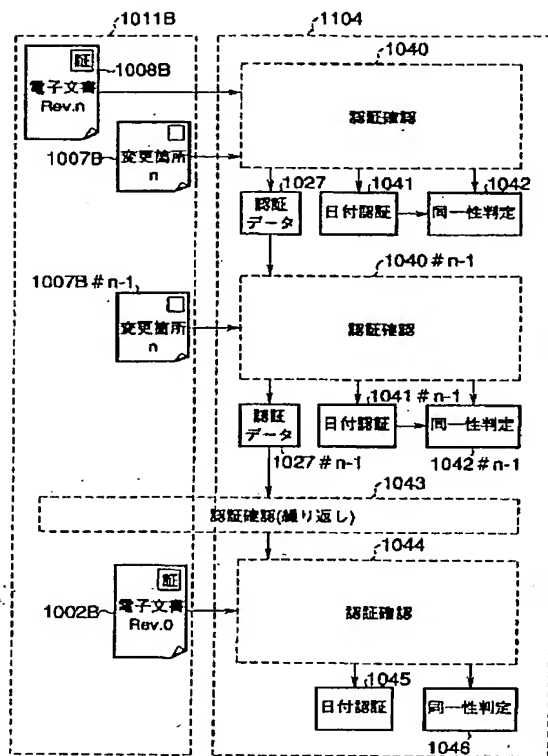 1011B
1104
証
1008B
電子文書
Rev.n
1040
認証確認
1007B
変更箇所
n
1027
1041
1042
認証
データ
日付認証
同一性判定
1007B#n-1
変更箇所
n
1040#n-1
認証確認
1041#n-1
認証
データ
日付認証
同一性判定
1027#n-1
1042#n-1
1043
認証確認(繰り返し)
1044
証
1002B
電子文書
Rev.0
認証確認
1045
日付認証
同一性判定
1046